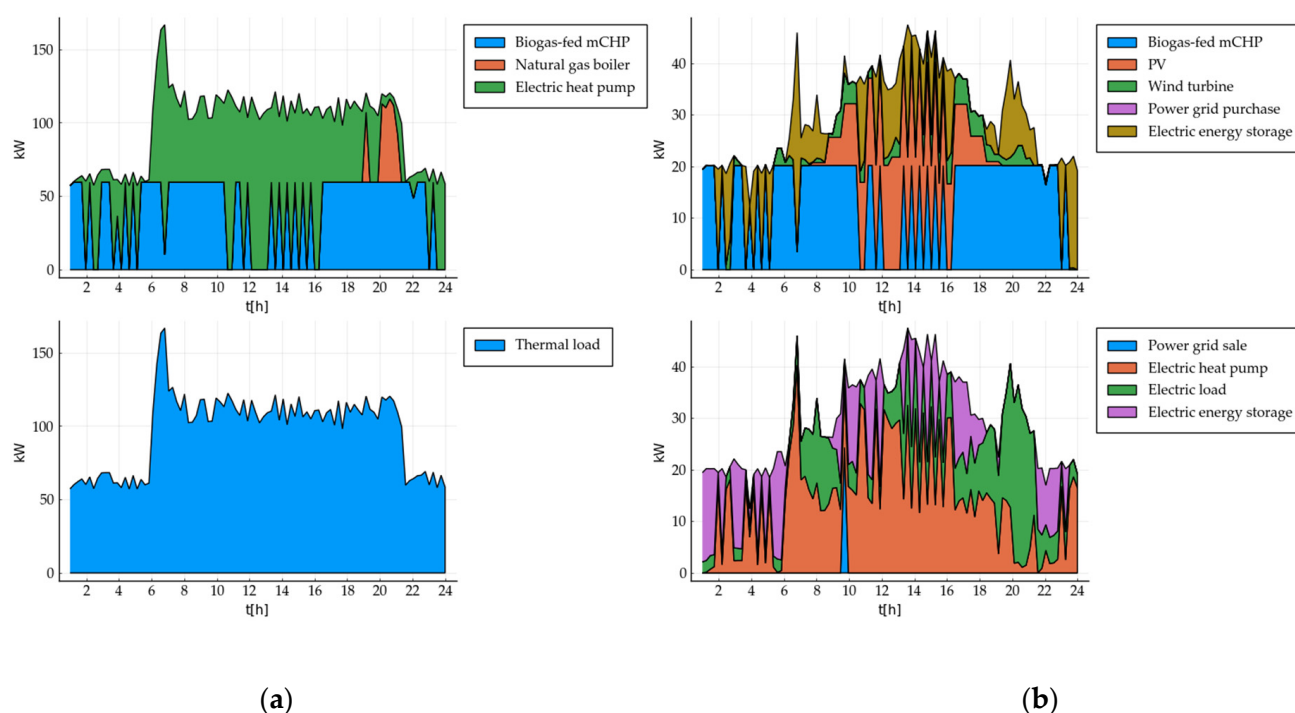 kW
150
100
50
0
2 4 6 8 10 12 14 16 18 20 22 24
t[h]
Biogas-fed mCHP
Natural gas boiler
Electric heat pump
kW
40
30
20
10
0
2 4 6 8 10 12 14 16 18 20 22 24
t[h]
Biogas-fed mCHP
PV
Wind turbine
Power grid purchase
Electric energy storage
kW
150
100
50
0
2 4 6 8 10 12 14 16 18 20 22 24
t[h]
Thermal load
kW
40
30
20
10
0
2 4 6 8 10 12 14 16 18 20 22 24
t[h]
Power grid sale
Electric heat pump
Electric load
Electric energy storage
(a) (b)